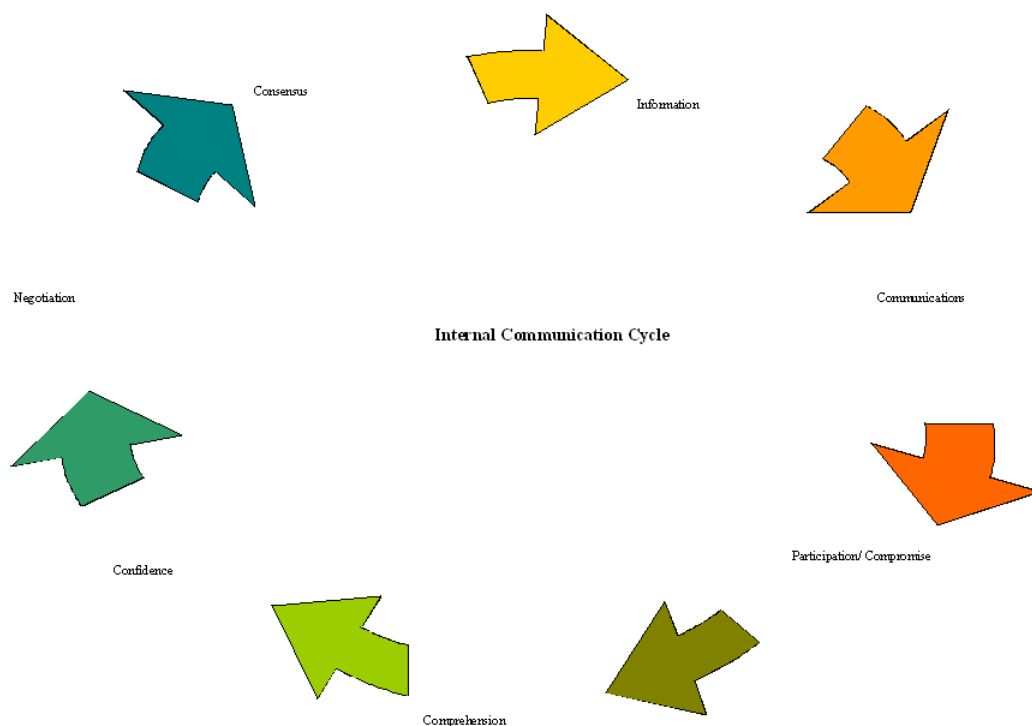 Consensus
Information
Negotiation
Communications
Internal Communication Cycle
Participation/ Compromise
Confidence
Comprehension